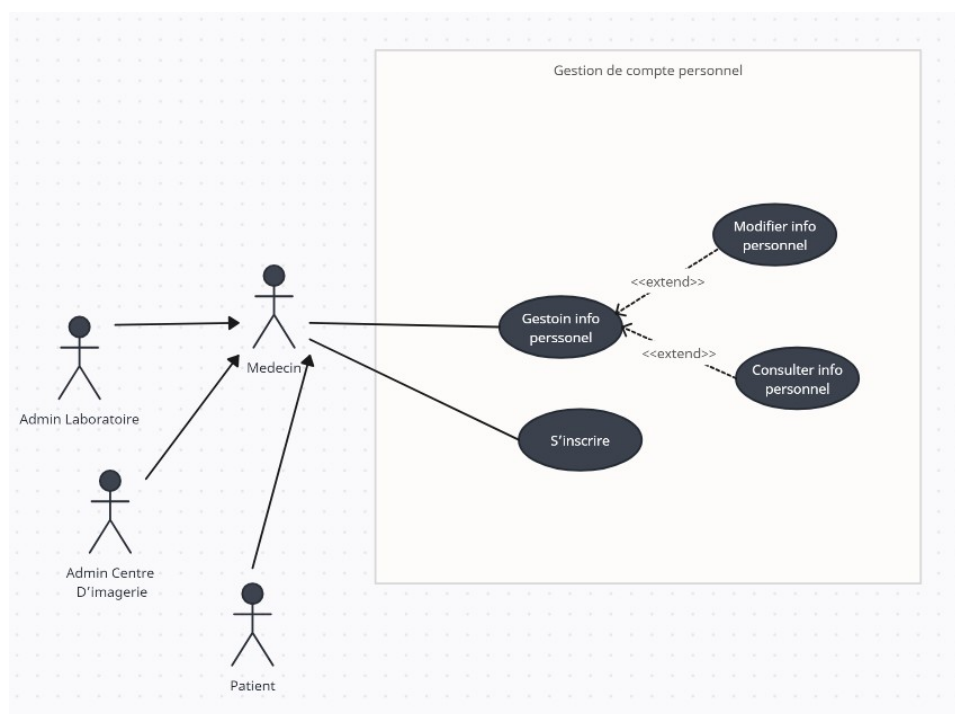 Gestion de compte personnel
Modifier info
personnel
<<extend>>
Gestoin info
perssonel
<<extend>>
Consulter info
personnel
S'inscrire
Medecin
Admin Laboratoire
Admin Centre
D'imagerie
Patient